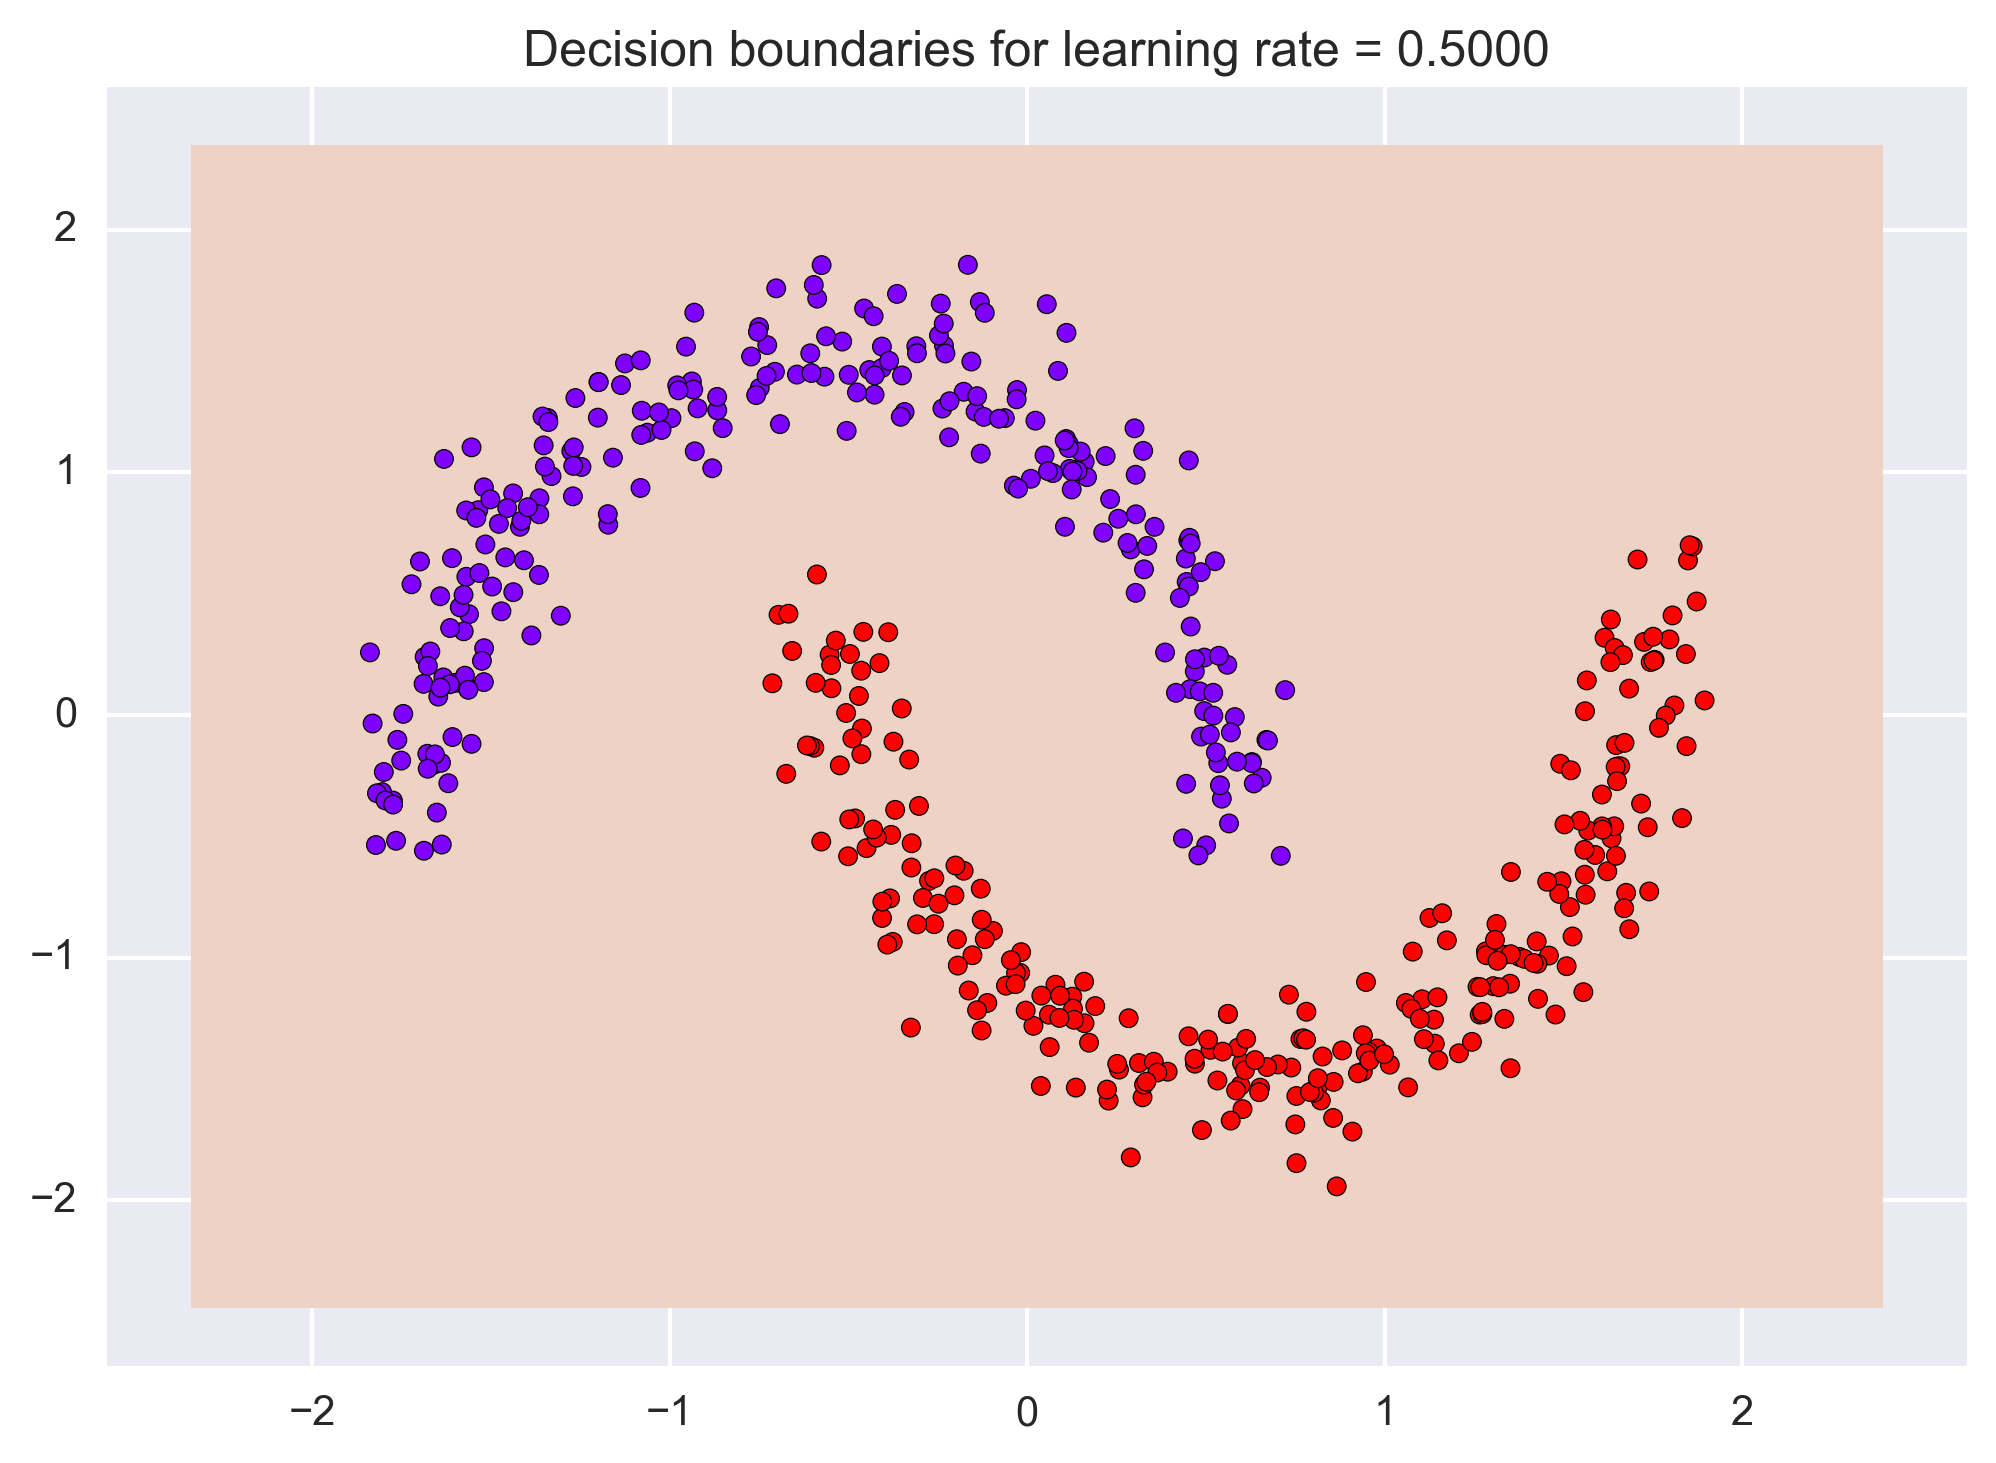 Decision boundaries for learning rate = 0.5000
2
1
0
−1
−2
−2 −1 0 1 2